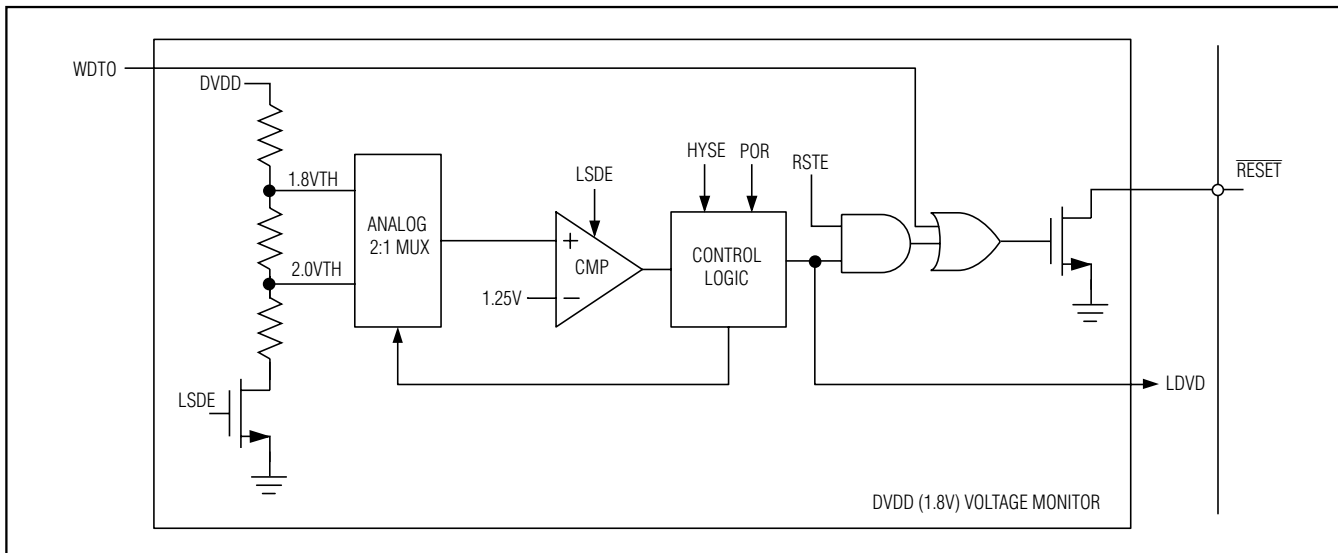 WDTO
DVDD
1.8VTH
2.0VTH
LSDE
ANALOG
2:1 MUX
LSDE
+
CMP
1.25V
−
HYSE
POR
CONTROL
LOGIC
RSTE
RESET
LDVD
DVDD (1.8V) VOLTAGE MONITOR